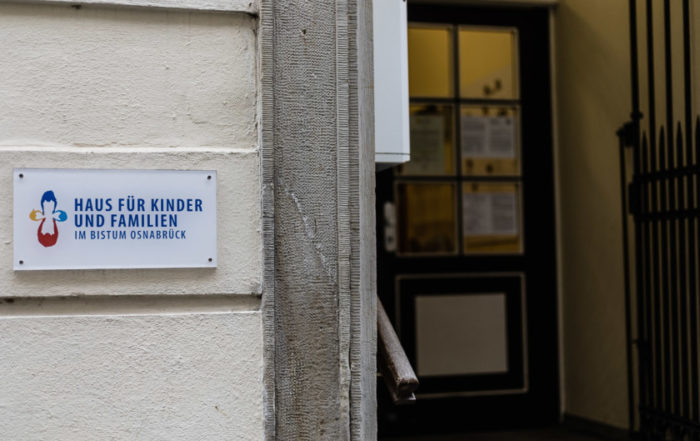 HAUS FÜR KINDER
UND FAMILIEN
IM BISTUM OSNABRÜCK